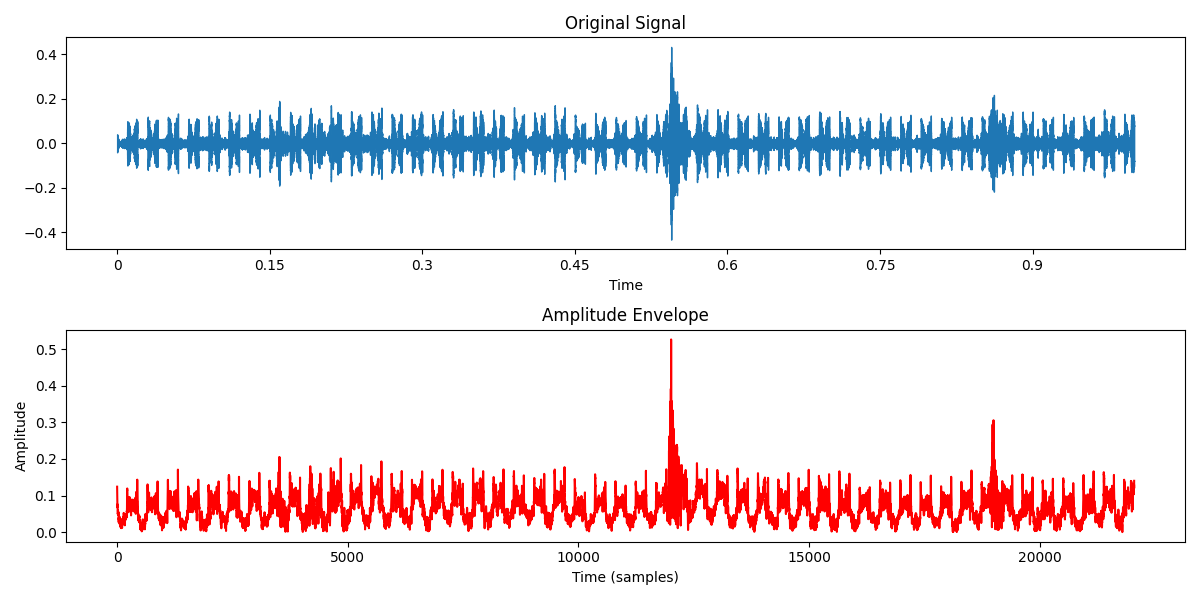 Original Signal
0.4
0.2
0.0
−0.2
−0.4
0 0.15 0.3 0.45 0.6 0.75 0.9
Time
Amplitude Envelope
Amplitude
0.5
0.4
0.3
0.2
0.1
0.0
0 5000 10000 15000 20000
Time (samples)